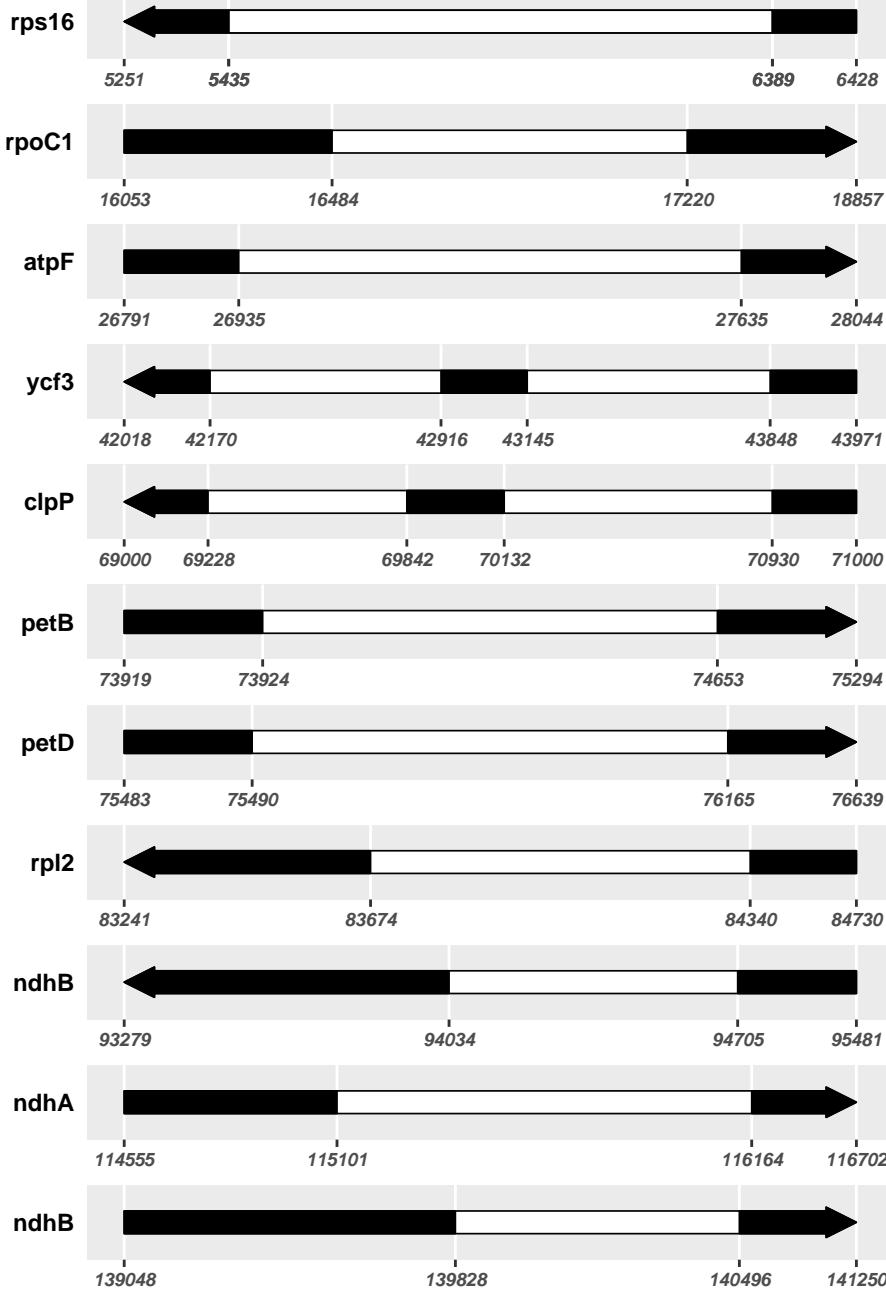 rps16
5251 5435 6389 6428
rpoC1
16053 16484 17220 18857
atpF
26791 26935 27635 28044
ycf3
42018 42170 42916 43145 43848 43971
clpP
69000 69228 69842 70132 70930 71000
petB
73919 73924 74653 75294
petD
75483 75490 76165 76639
rpl2
83241 83674 84340 84730
ndhB
93279 94034 94705 95481
ndhA
114555 115101 116164 116702
ndhB
139048 139828 140496 141250